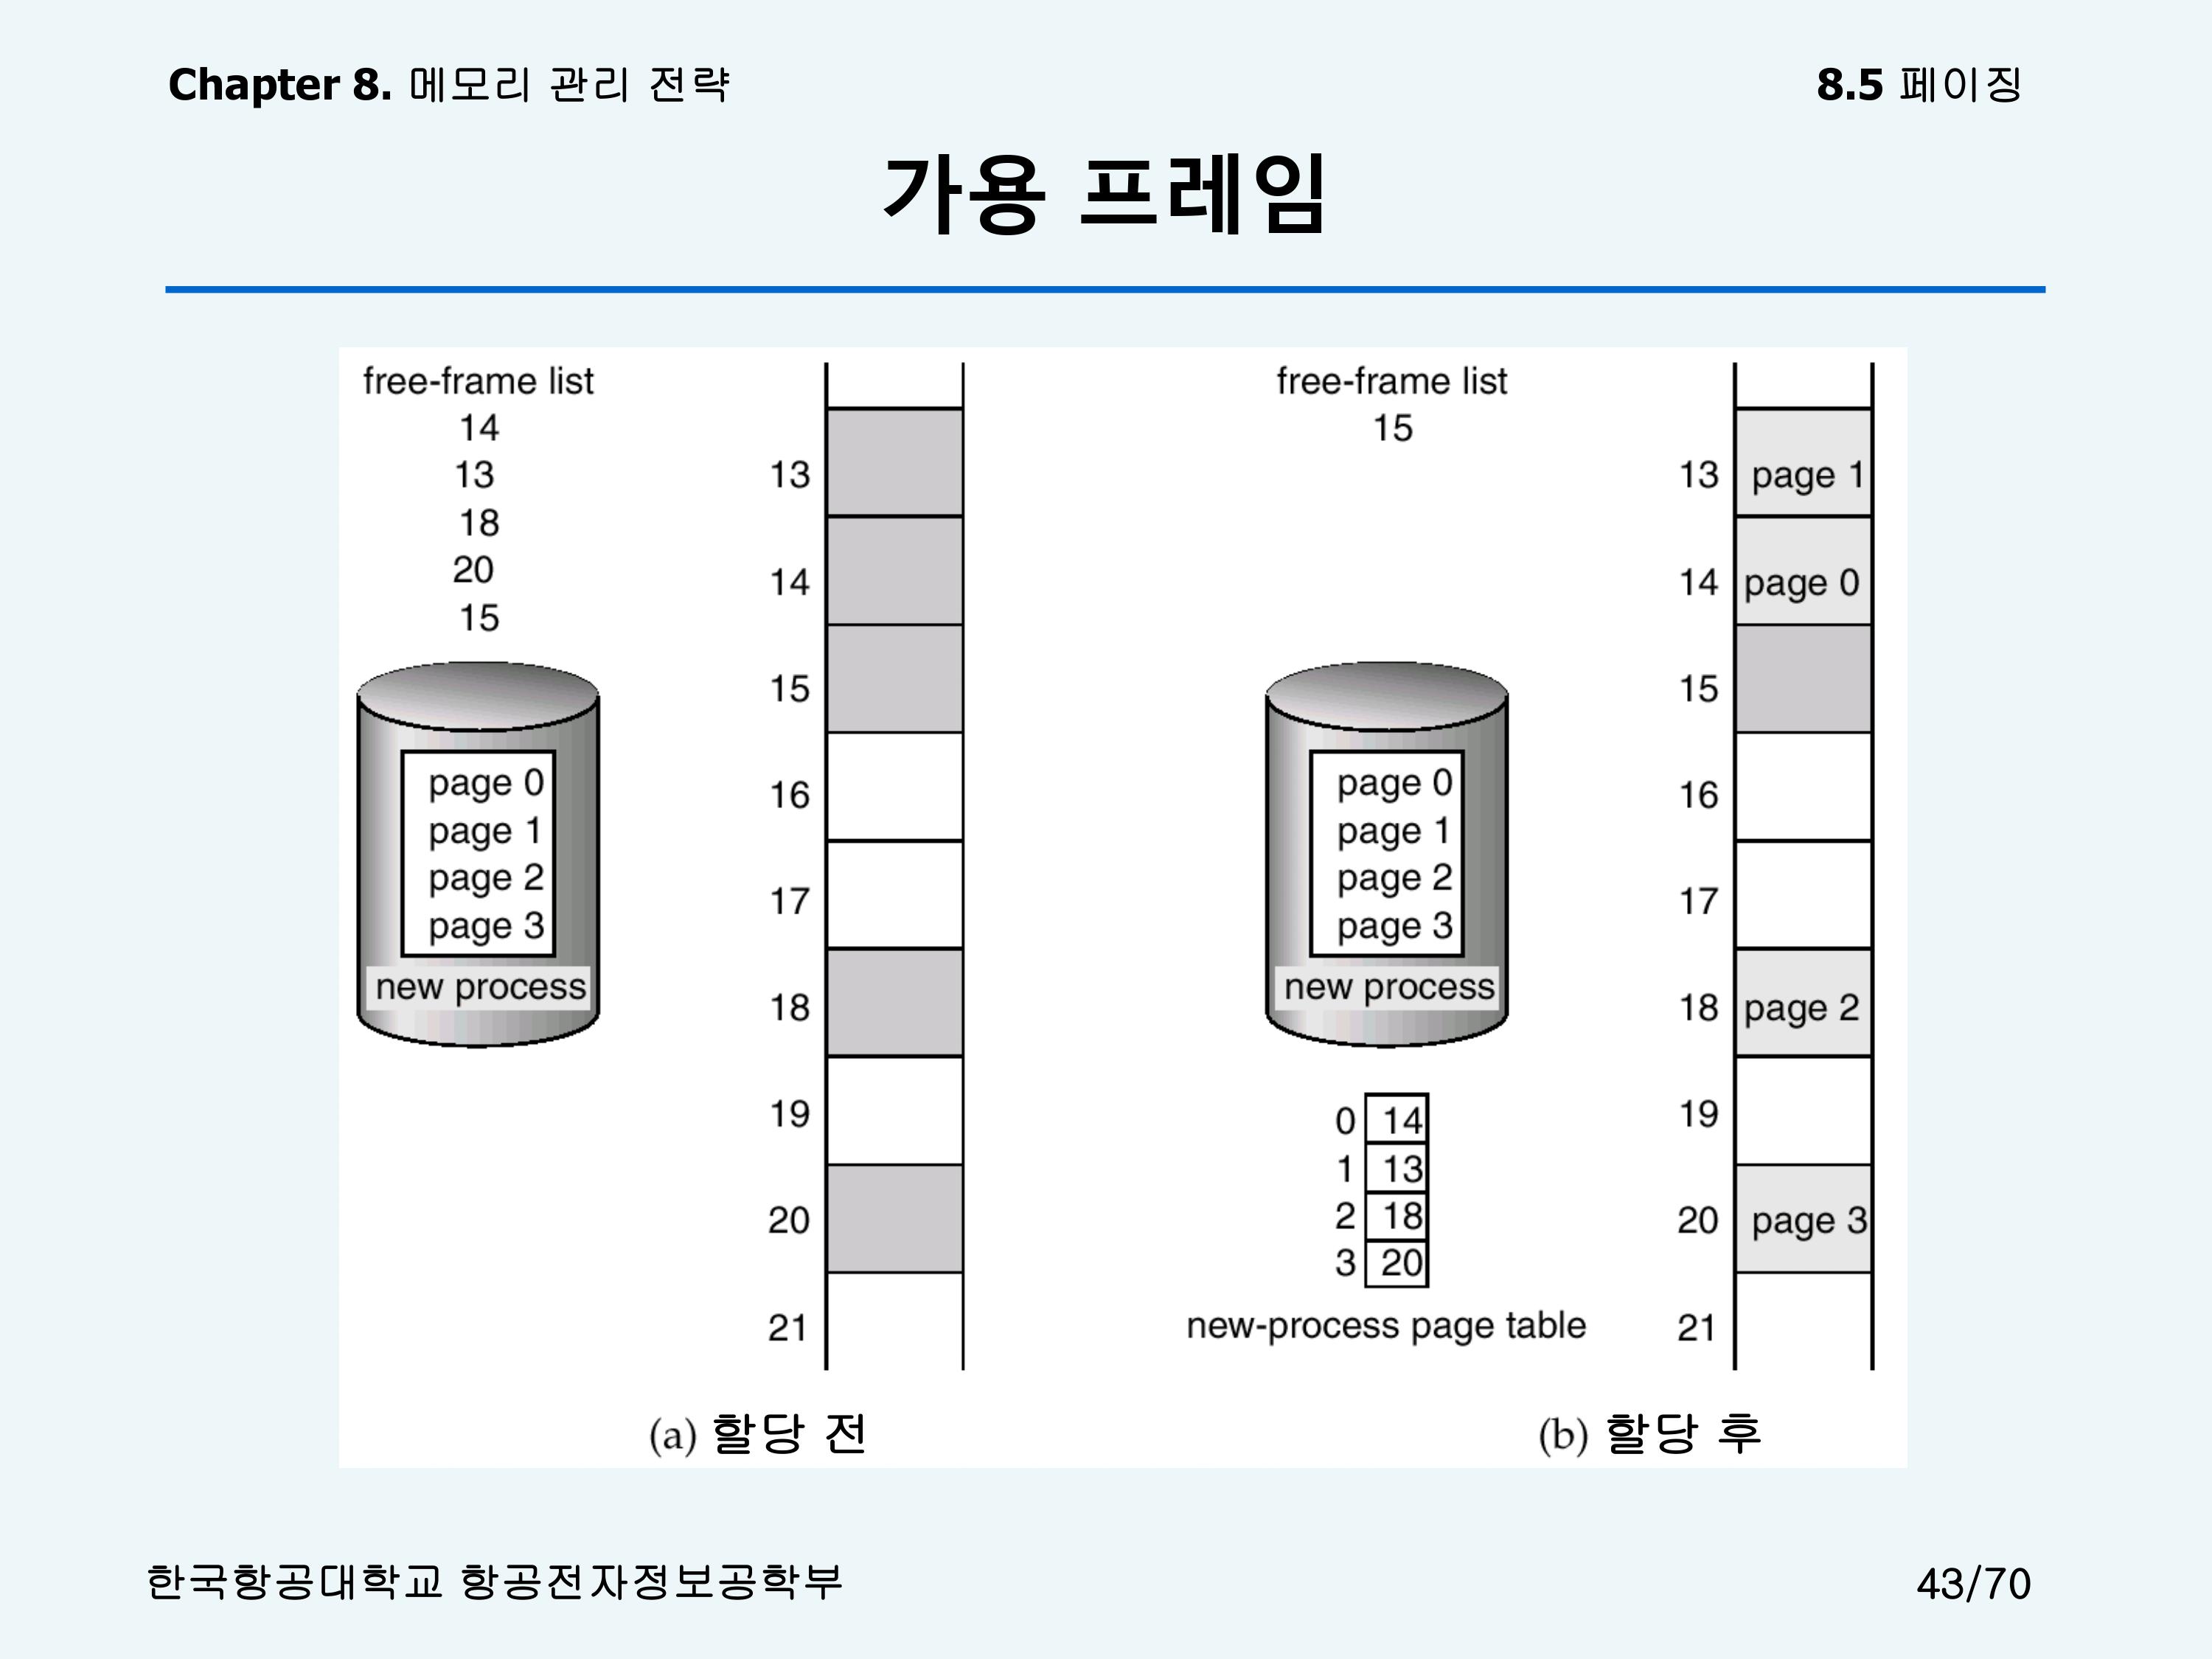 Chapter 8. 메모리 관리 전략
8.5 페이징
가용 프레임
free-frame list
14
13
18
20
15
page 0
page 1
page 2
page 3
new process
13
14
15
16
17
18
19
20
21
(a) 할당 전
free-frame list
15
page 0
page 1
page 2
page 3
new process
0 14
1 13
2 18
3 20
new-process page table
13 page 1
14 page 0
15
16
17
18 page 2
19
20 page 3
21
(b) 할당 후
한국항공대학교 항공전자정보공학부
43/70